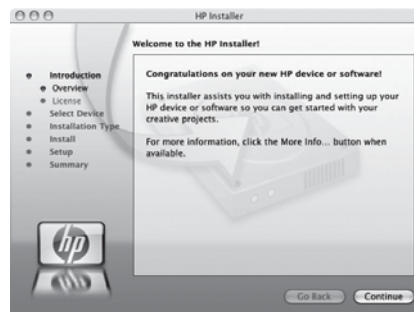 HP Installer
Welcome to the HP Installer!
Introduction
Overview
License
Select Device
Installation Type
Install
Setup
Summary
Congratulations on your new HP device or software!
This installer assists you with installing and setting up your
HP device or software so you can get started with your
creative projects.
For more information, click the More Info... button when
available.
hp
Go Back
Continue